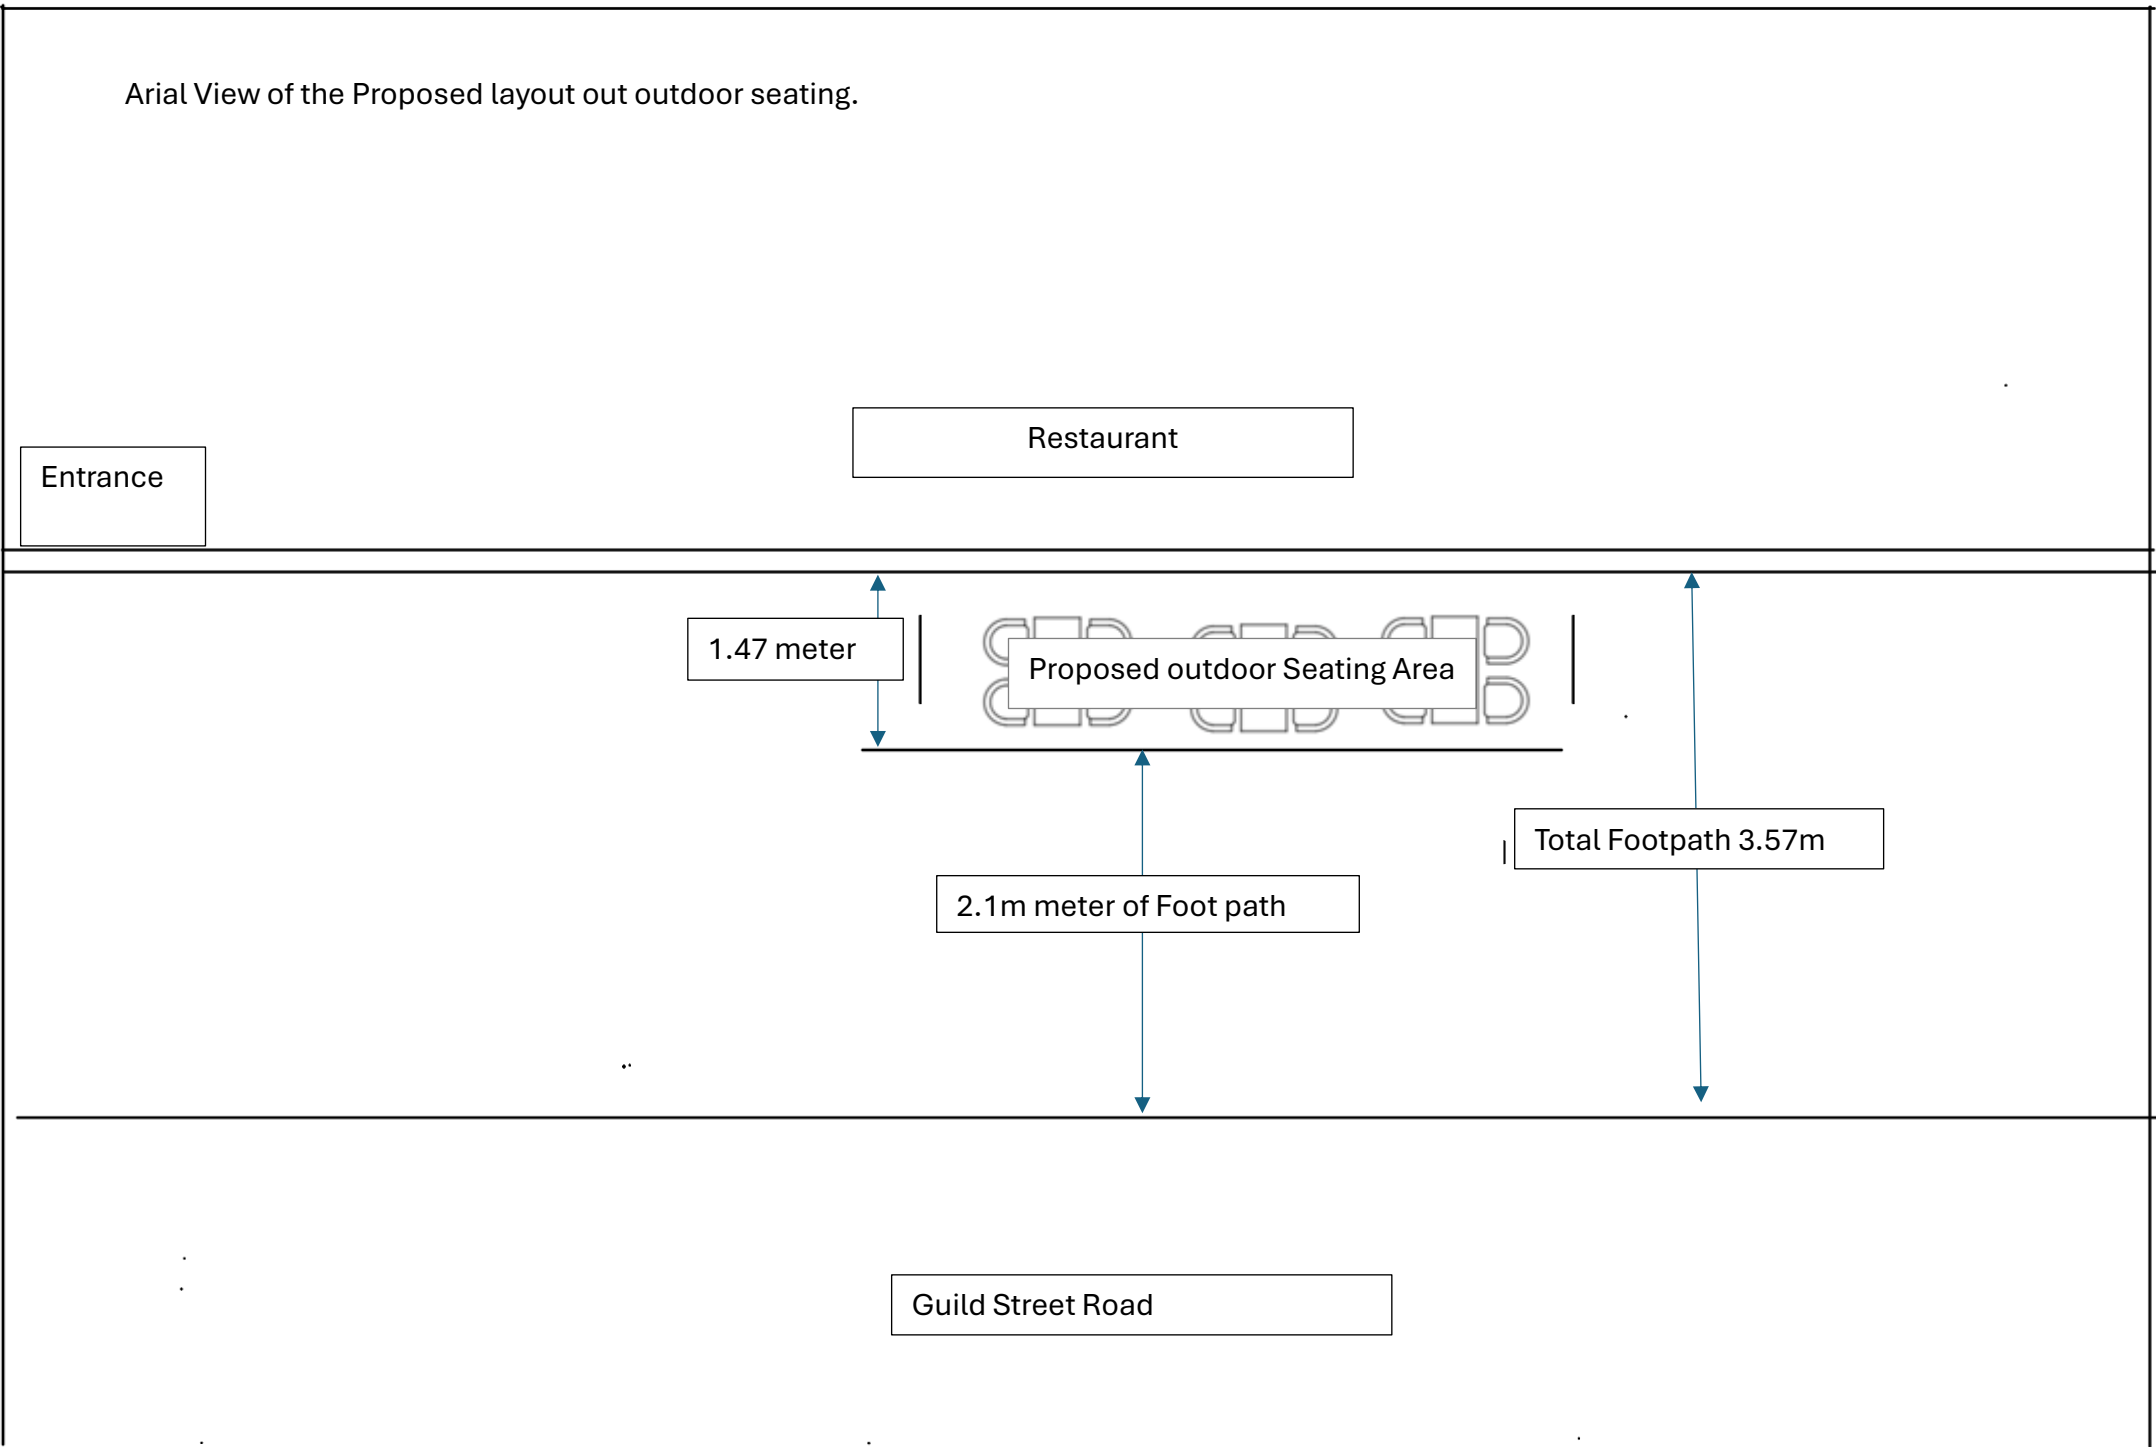 Arial View of the Proposed layout out outdoor seating.
Restaurant
Entrance
1.47 meter
Proposed outdoor Seating Area
Total Footpath 3.57m
2.1m meter of Foot path
Guild Street Road